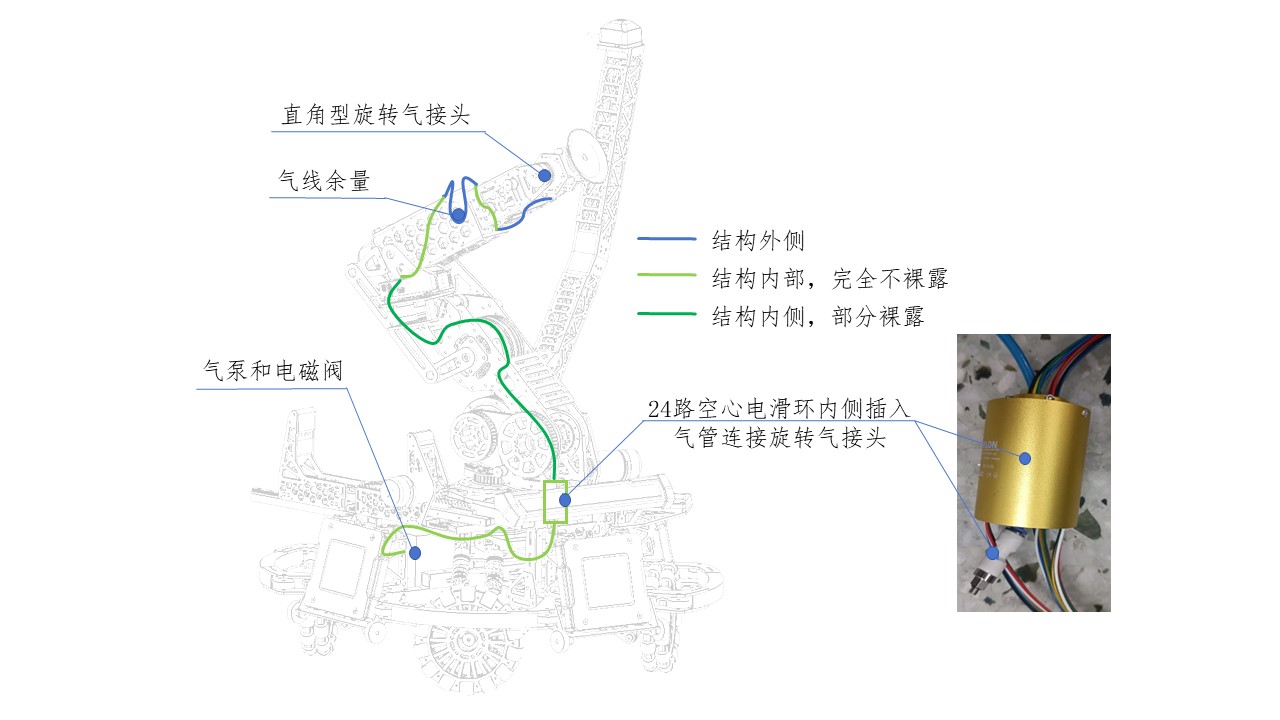 直角型旋转气接头
气线余量
结构外侧
结构内部，完全不裸露
结构内侧，部分裸露
气泵和电磁阀
24路空心电滑环内侧插入
气管连接旋转气接头